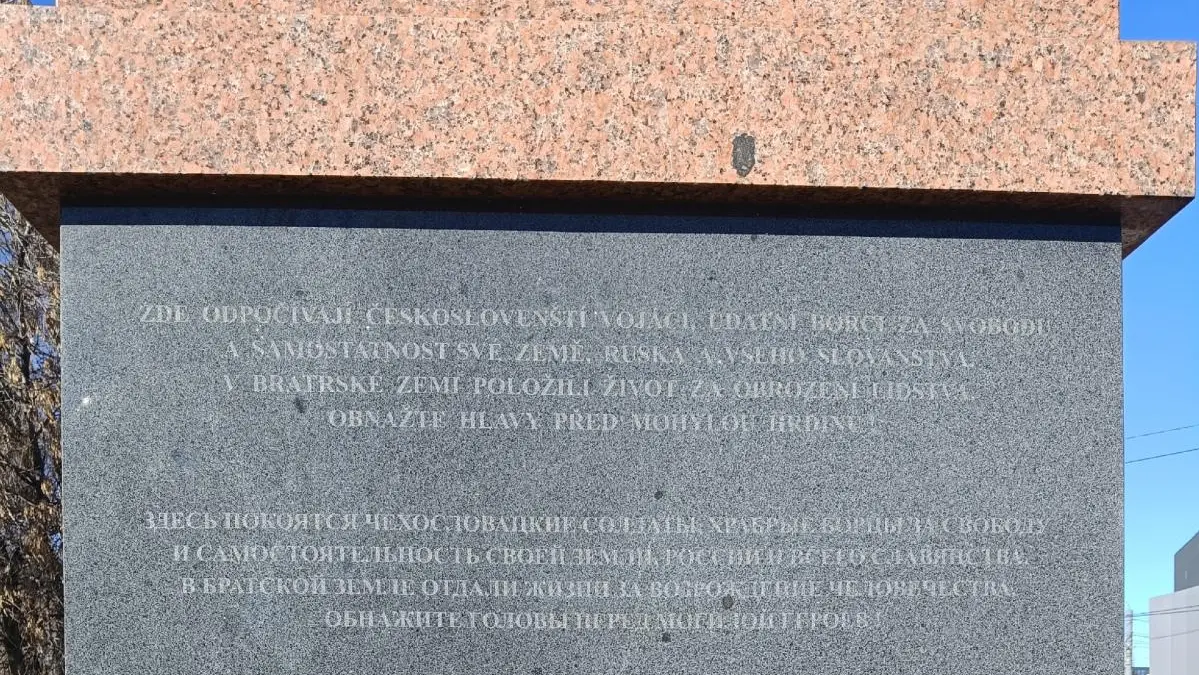 ZDE ODPOČÍVAJÍ ČESKOSLOVENŠTÍ VOJÁCI, UDATNÍ BORCI ZA SVOBODU
A SAMOSTATNOST SVÉ ZEMĚ, RUSKA A VŠEHO SLOVANSTVA.
V BRATRSKÉ ZEMI POLOŽILI ŽIVOT ZA OBROZENÍ LIDSTVA.
OBNAŽTE HLAVY PŘED MOHYLOU HRDINŮ!
ЗДЕСЬ ПОКОЯТСЯ ЧЕХОСЛОВАЦКИЕ СОЛДАТЫ, ХРАБРЫЕ БОРЦЫ ЗА СВОБОДУ
И САМОСТОЯТЕЛЬНОСТЬ СВОЕЙ ЗЕМЛИ, РОССИИ И ВСЕГО СЛАВЯНСТВА.
В БРАТСКОЙ ЗЕМЛЕ ОТДАЛИ ЖИЗНИ ЗА ВОЗРОЖДЕНИЕ ЧЕЛОВЕЧЕСТВА.
ОБНАЖИТЕ ГОЛОВЫ ПЕРЕД МОГИЛОЙ ГЕРОЕВ!